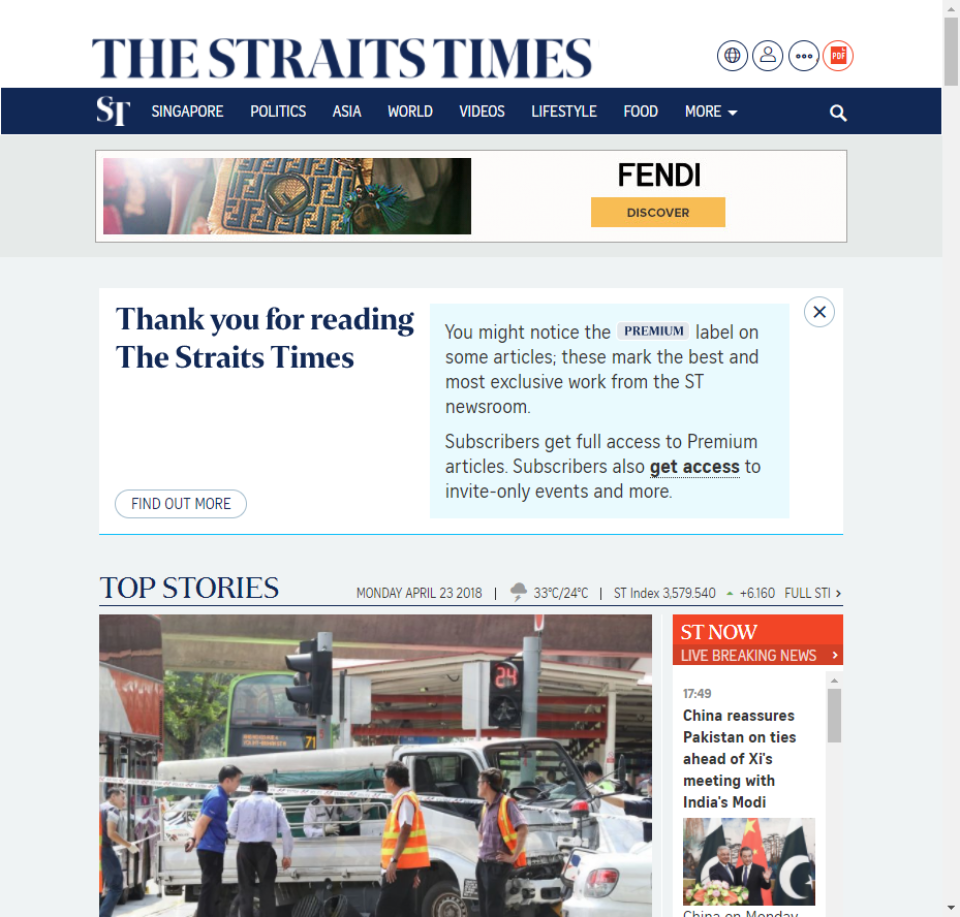 THE STRAITS TIMES
PDF
ST SINGAPORE POLITICS ASIA WORLD VIDEOS LIFESTYLE FOOD MORE
FENDI
DISCOVER
Thank you for reading
The Straits Times
FIND OUT MORE
You might notice the PREMIUM label on
some articles; these mark the best and
most exclusive work from the ST
newsroom.
Subscribers get full access to Premium
articles. Subscribers also get access to
invite-only events and more.
TOP STORIES
MONDAY APRIL 23 2018 | 33°C/24°C | ST Index 3,579.540 +6.160 FULL STI >
24
71
ST NOW
LIVE BREAKING NEWS >
17:49
China reassures
Pakistan on ties
ahead of Xi's
meeting with
India's Modi
China on Monday